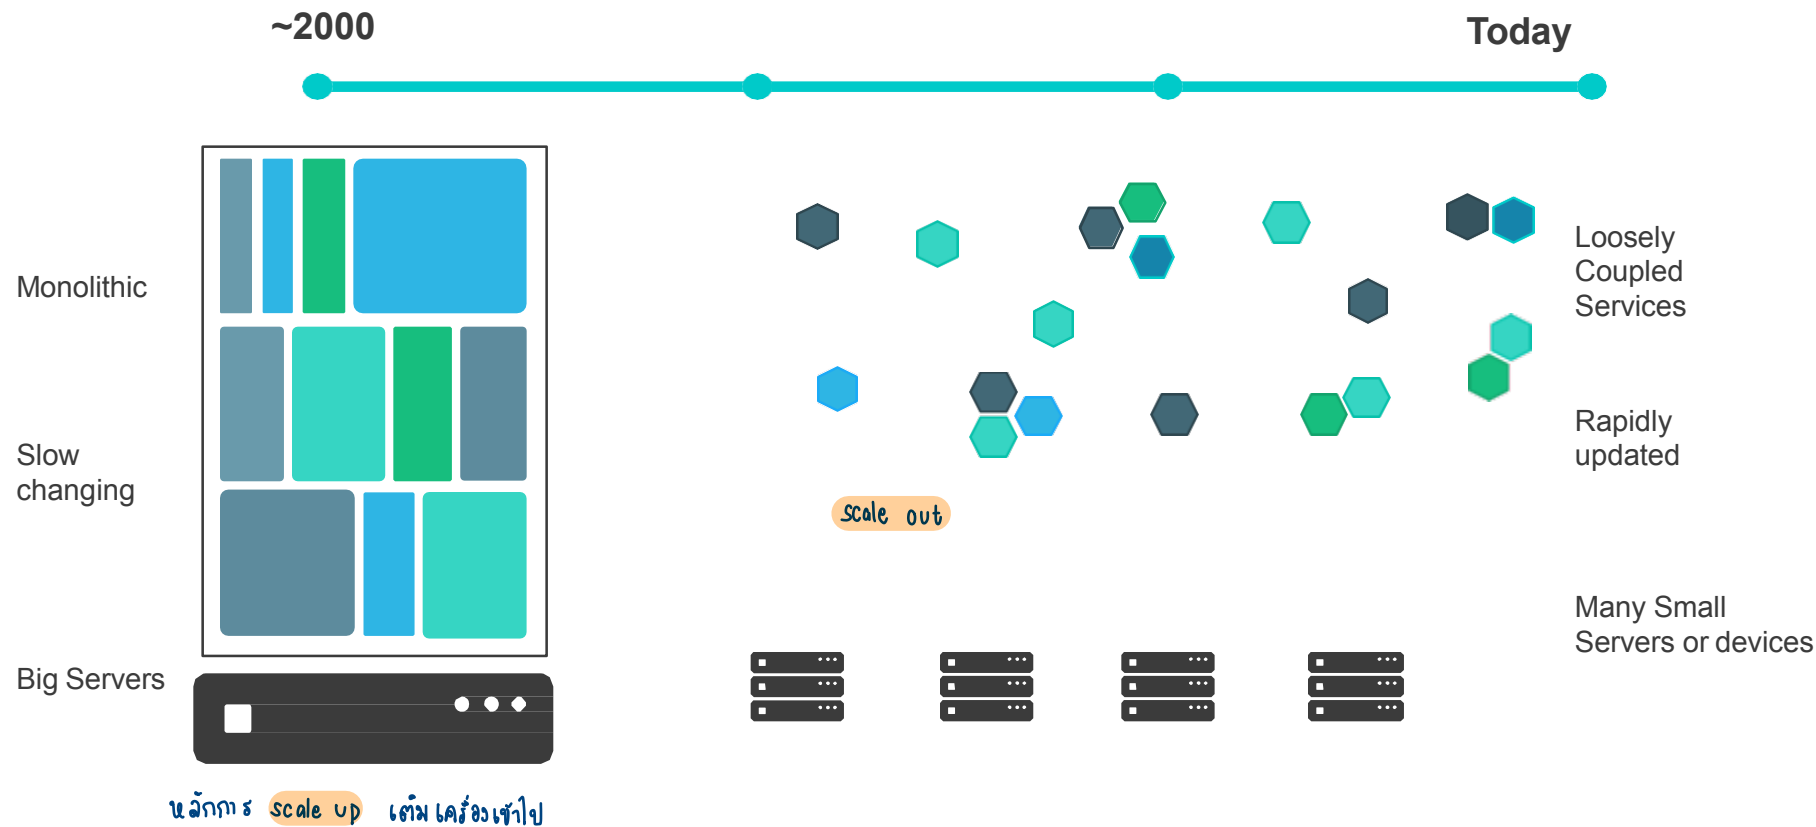 ~2000
Today
Monolithic
Slow
changing
Big Servers
Loosely
Coupled
Services
Rapidly
updated
scale out
Many Small
Servers or devices
หลักการ scale up เติมเครื่องเข้าไป